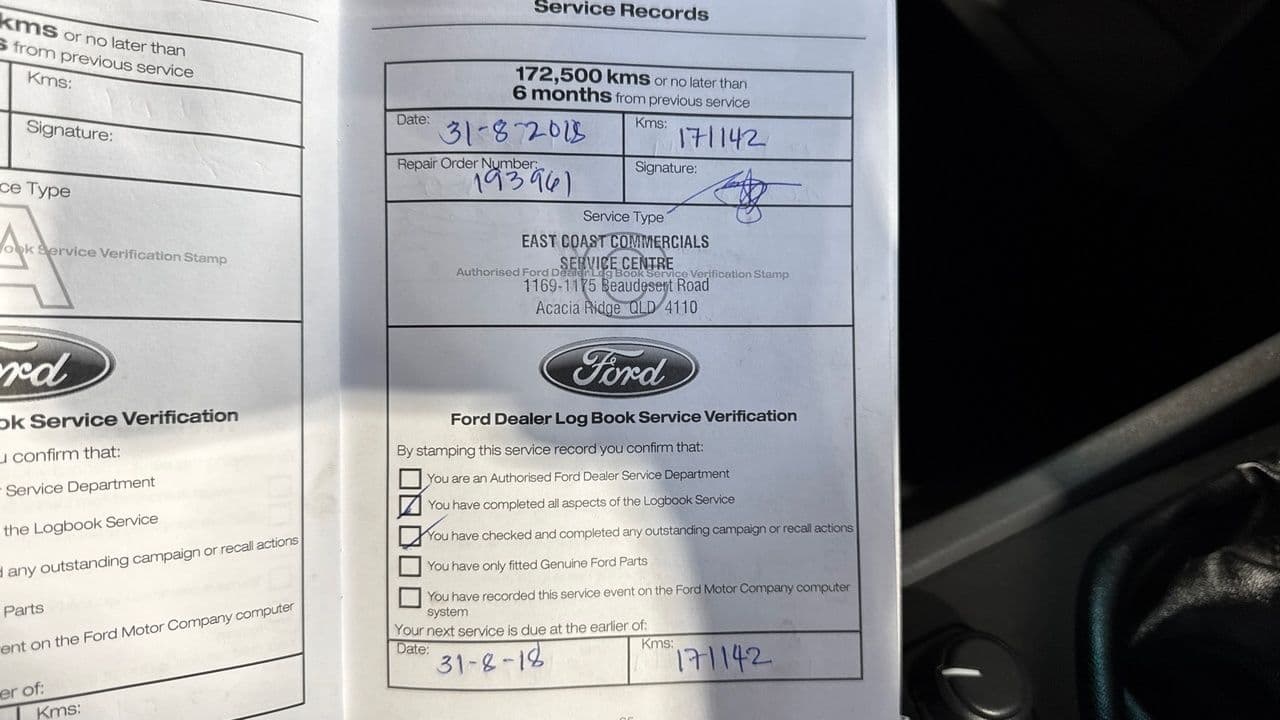 kms or no later than
s from previous service
Kms:
Signature:
ce Type
A
ook Service Verification Stamp
rd
ok Service Verification
u confirm that:
Service Department
the Logbook Service
any outstanding campaign or recall actions
Parts
ent on the Ford Motor Company computer
er of:
Kms:
Service Records
172,500 kms or no later than
6 months from previous service
Date: 31-8-2018
Kms: 171142
Repair Order Number: 193961
Signature:
Service Type
EAST COAST COMMERCIALS
SERVICE CENTRE
Authorised Ford Dealer Log Book Service Verification Stamp
1169-1175 Beaudesert Road
Acacia Ridge QLD 4110
Ford
Ford Dealer Log Book Service Verification
By stamping this service record you confirm that:
You are an Authorised Ford Dealer Service Department
You have completed all aspects of the Logbook Service
You have checked and completed any outstanding campaign or recall actions
You have only fitted Genuine Ford Parts
You have recorded this service event on the Ford Motor Company computer
system
Your next service is due at the earlier of:
Date: 31-8-18
Kms: 171142